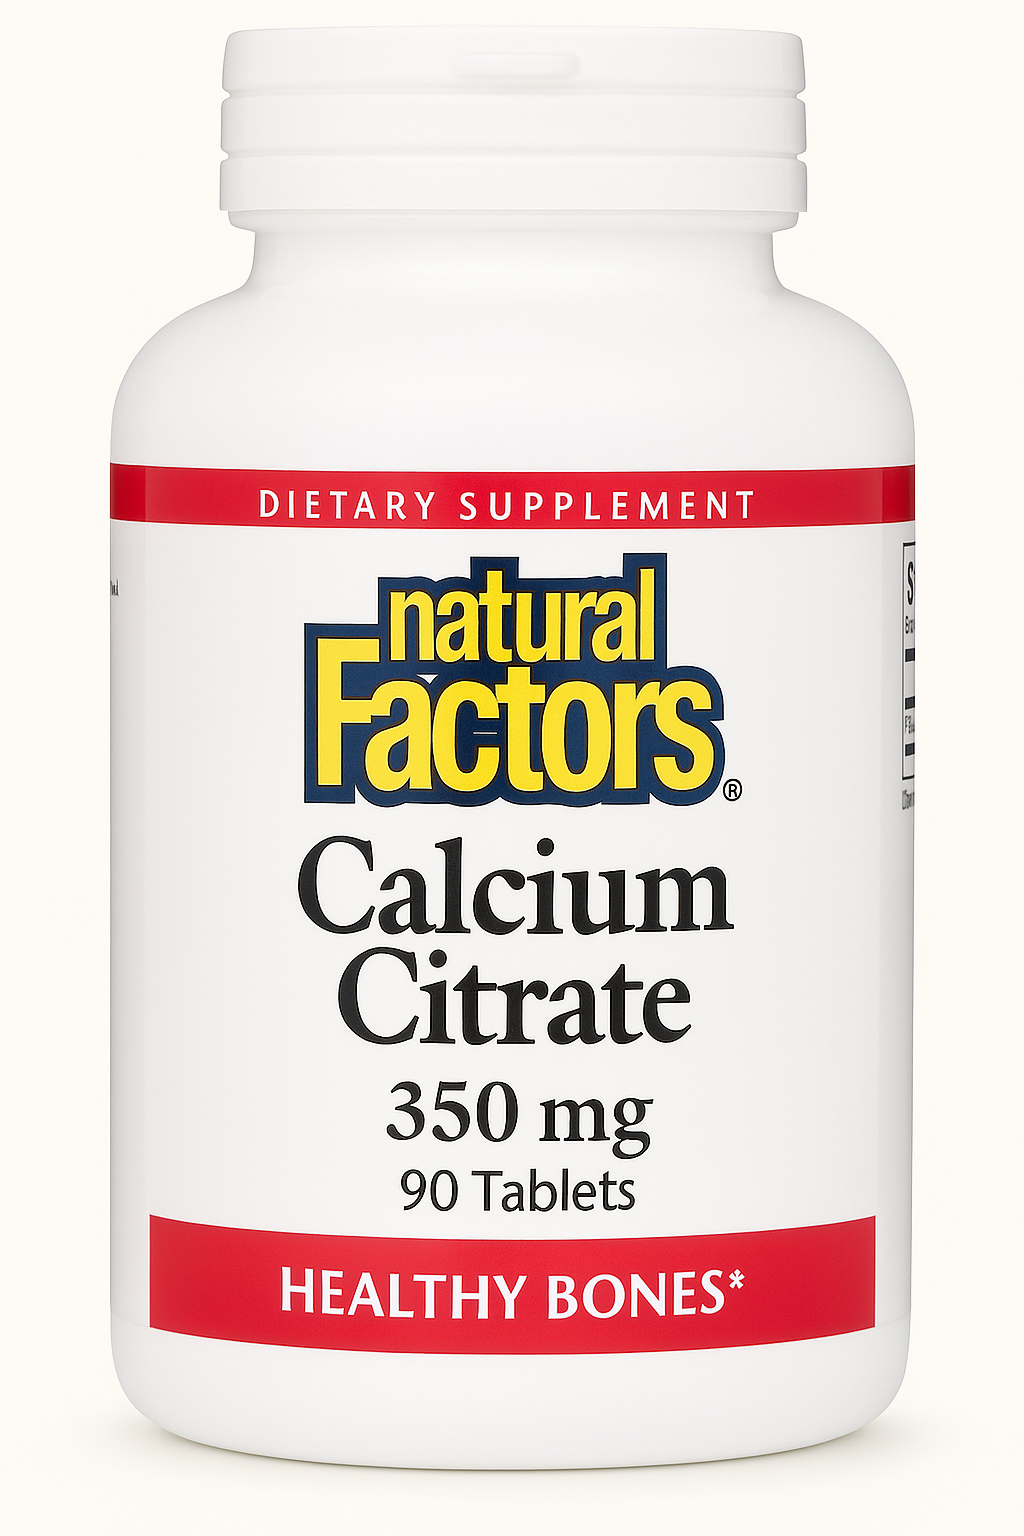 DIETARY SUPPLEMENT
natural
Factors®
Calcium
Citrate
350 mg
90 Tablets
HEALTHY BONES*